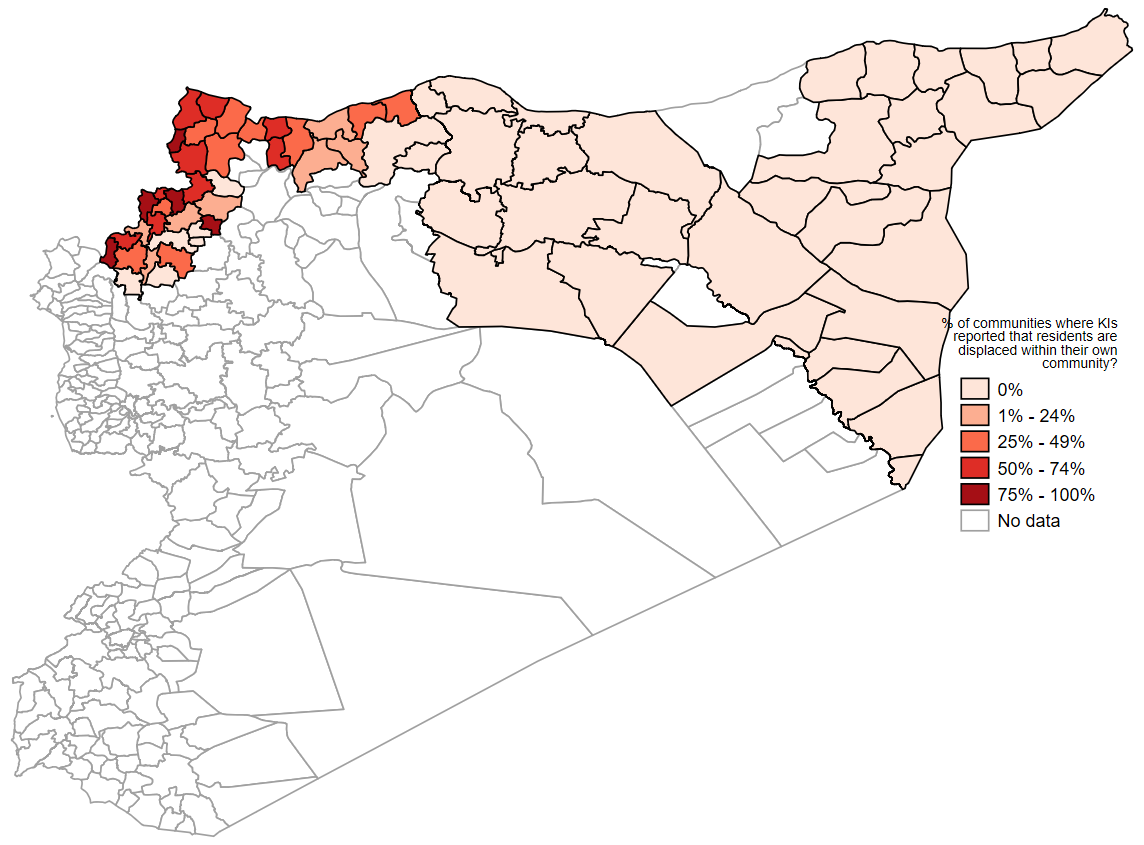 % of communities where KIs
reported that residents are
displaced within their own
community?
0%
1% - 24%
25% - 49%
50% - 74%
75% - 100%
No data